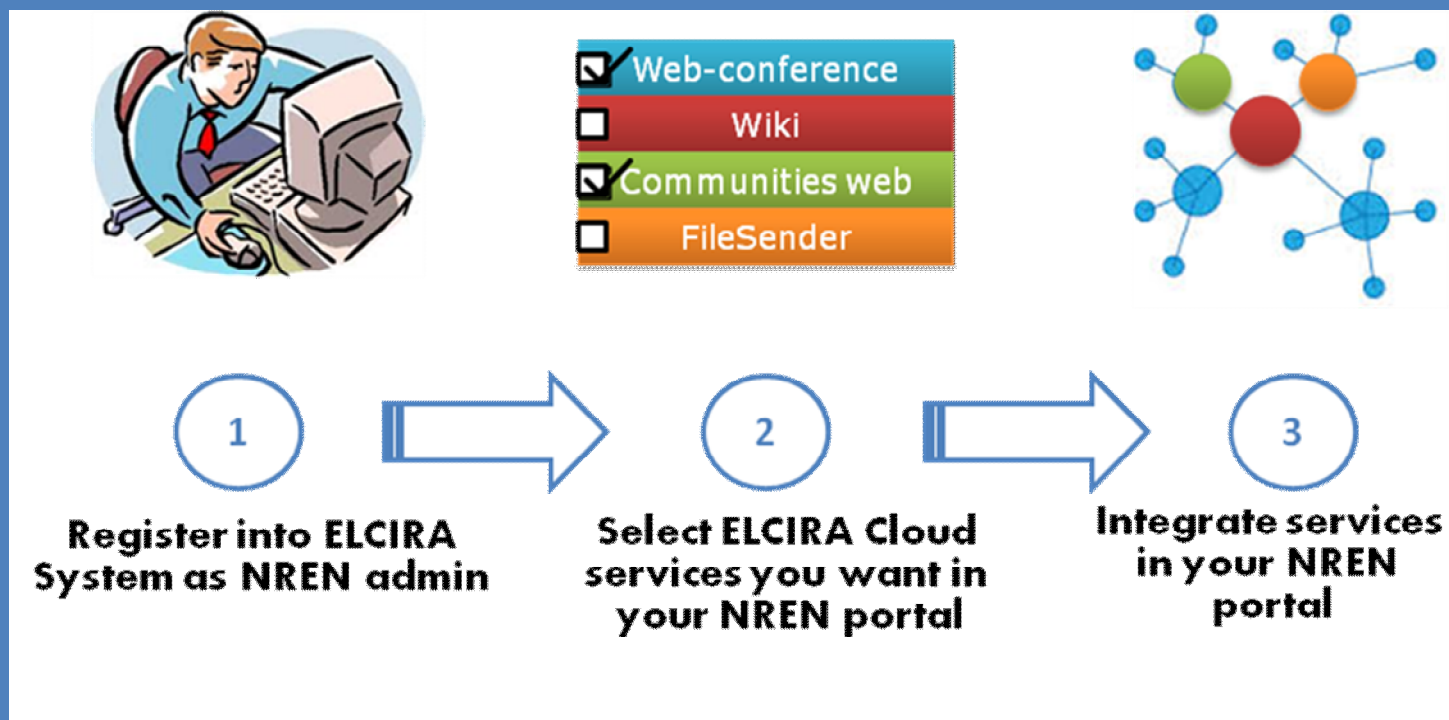 Web-conference
Wiki
Communities web
FileSender
1
2
3
Register into ELCIRA
System as NREN admin
Select ELCIRA Cloud
services you want in
your NREN portal
Integrate services
in your NREN
portal